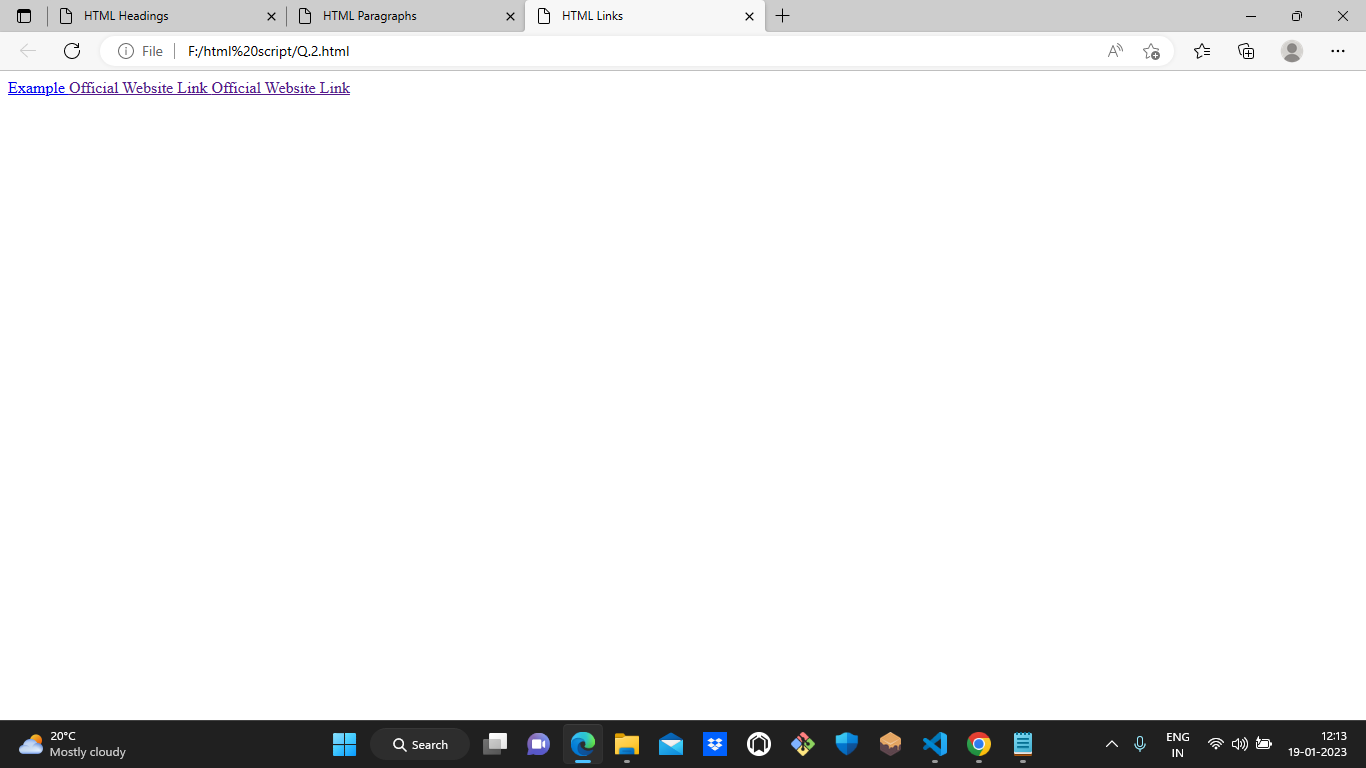 HTML Headings
HTML Paragraphs
HTML Links
File
F:/html%20script/Q.2.html
Example Official Website Link Official Website Link
20°C
Mostly cloudy
Search
ENG
IN
12:13
19-01-2023